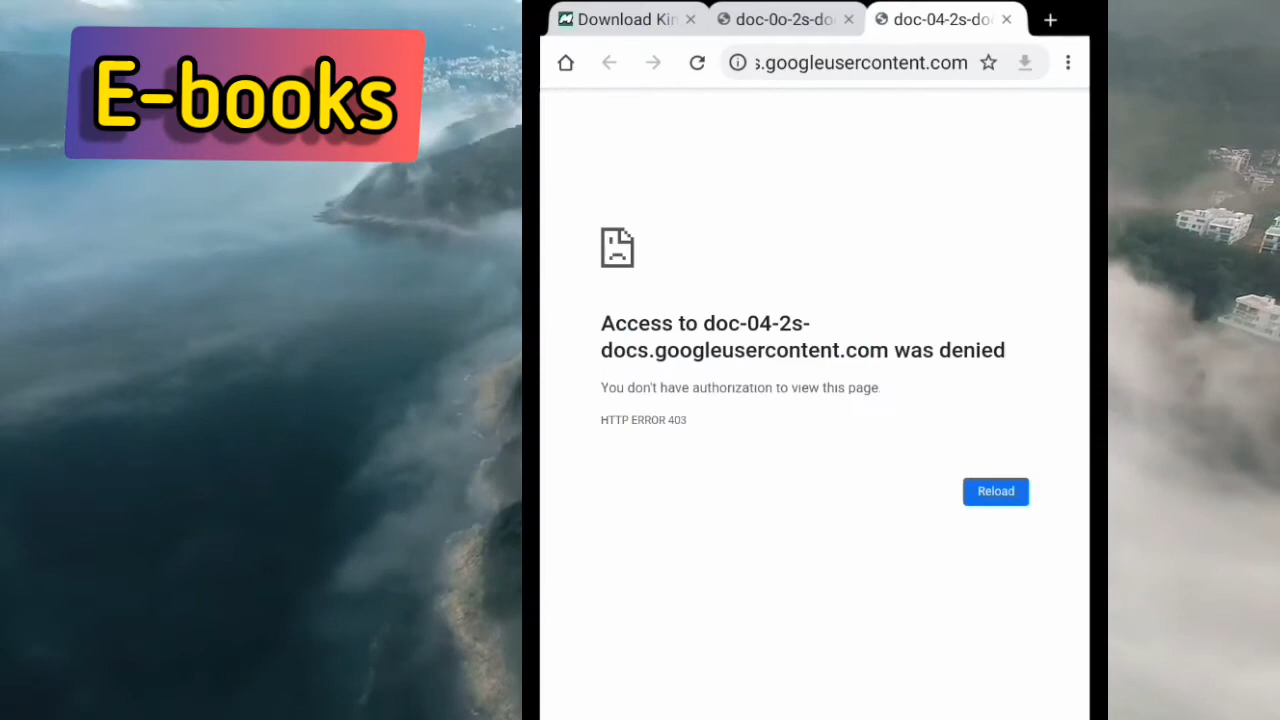 E-books
Download Kin
doc-0o-2s-do
doc-04-2s-do
s.googleusercontent.com
Access to doc-04-2s-
docs.googleusercontent.com was denied
You don't have authorization to view this page.
HTTP ERROR 403
Reload